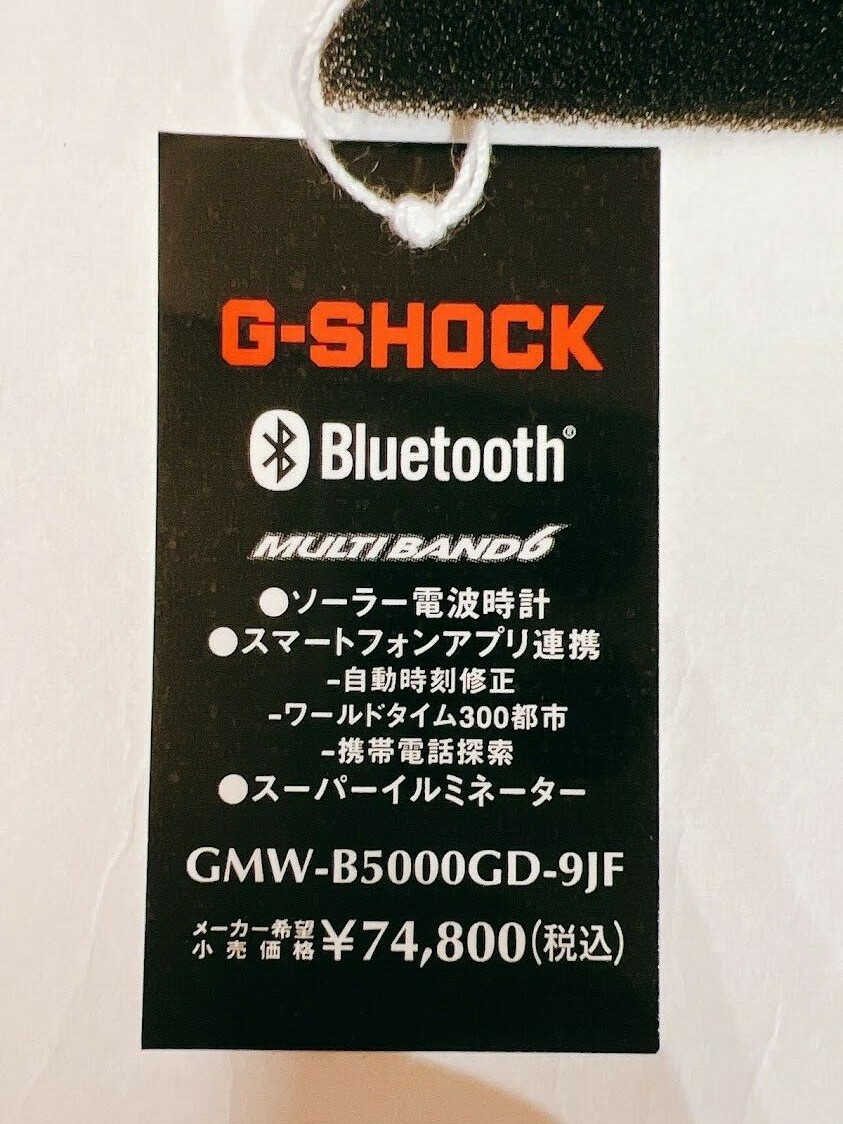 G-SHOCK
Bluetooth®
MULTI BAND 6
●ソーラー電波時計
●スマートフォンアプリ連携
-自動時刻修正
-ワールドタイム300都市
-携帯電話探索
●スーパーイルミネーター
GMW-B5000GD-9JF
メーカー希望小売価格 ¥74,800(税込)